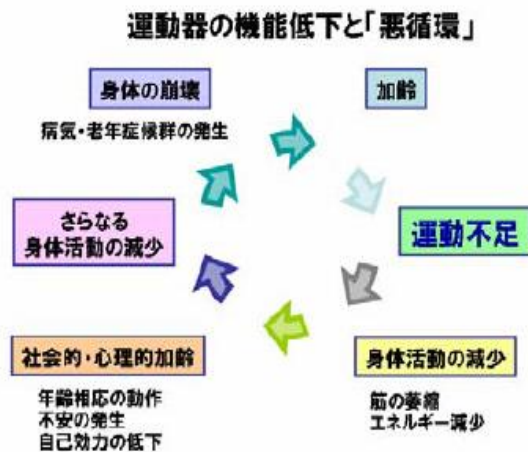 運動器の機能低下と「悪循環」
身体の崩壊
病気・老年症候群の発生
加齢
運動不足
身体活動の減少
筋の萎縮
エネルギー減少
社会的・心理的加齢
年齢相応の動作
不安の発生
自己効力の低下
さらなる
身体活動の減少